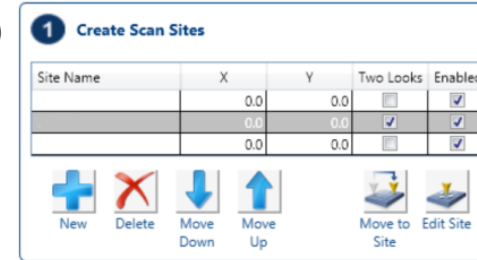 1 Create Scan Sites
Site Name X Y Two Looks Enabled
0.0 0.0
0.0 0.0
0.0 0.0
New Delete Move Down Move Up Move to Site Edit Site